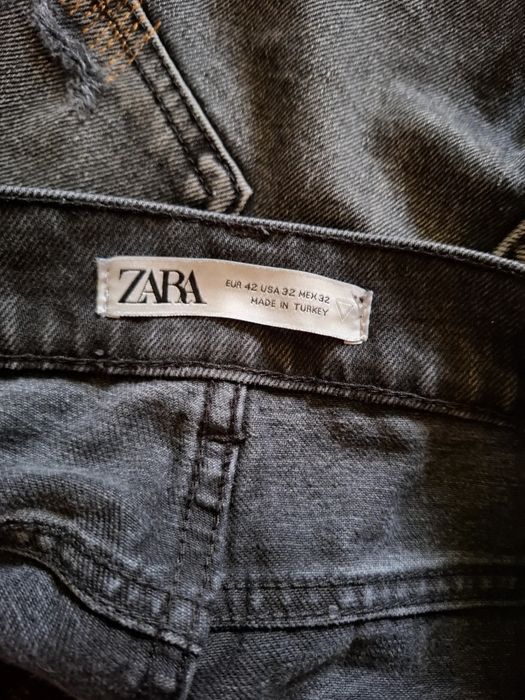 ZARA
EUR 42 USA 32 MEX 32
MADE IN TURKEY